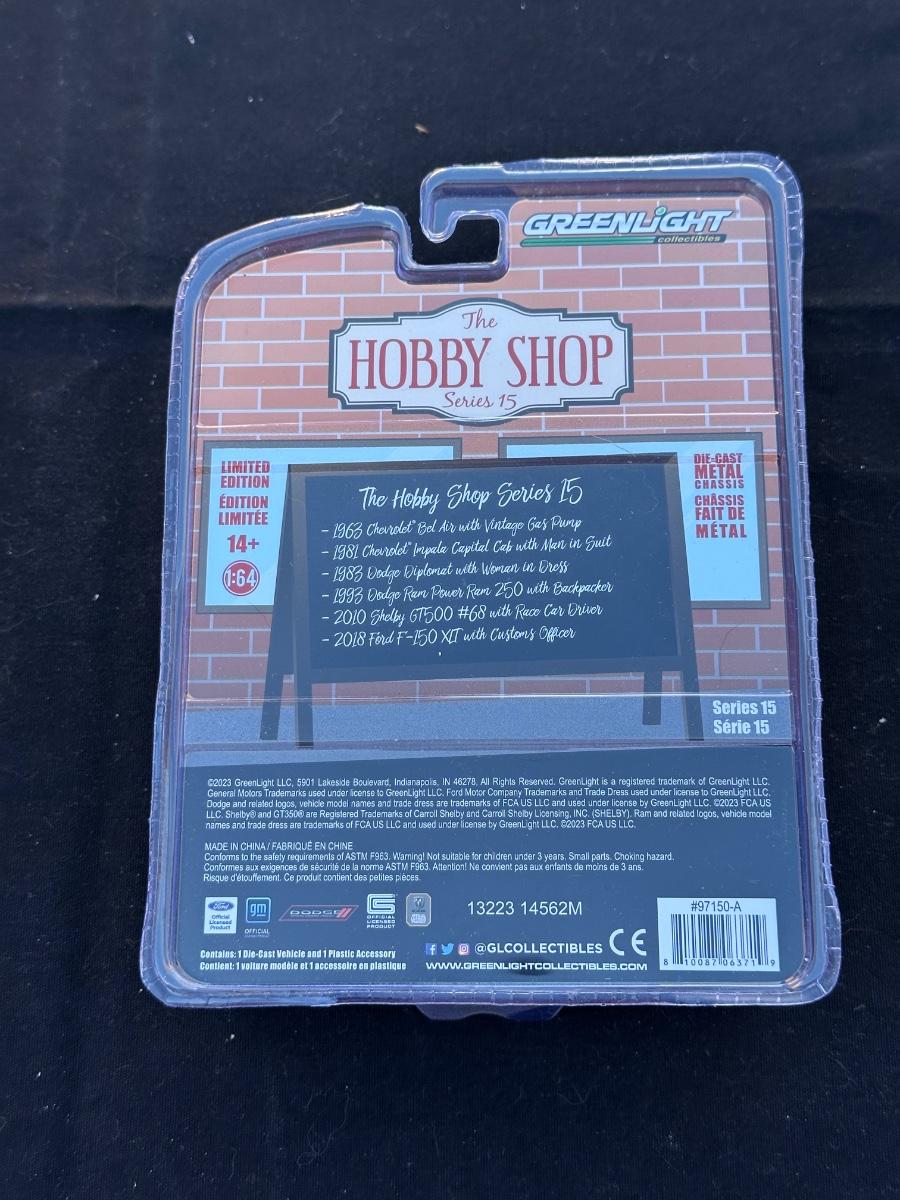 GREENLiGHT
collectibles
The
HOBBY SHOP
Series 15
LIMITED
EDITION
ÉDITION
LIMITÉE
14+
1:64
DIE-CAST
METAL
CHASSIS
CHÂSSIS
FAIT DE
MÉTAL
The Hobby Shop Series 15
- 1963 Chevrolet® Bel Air with Vintage Gas Pump
- 1981 Chevrolet® Impala Capital Cab with Man in Suit
- 1983 Dodge Diplomat with Woman in Dress
- 1993 Dodge Ram Power Ram 250 with Backpacker
- 2010 Shelby GT500 #68 with Race Car Driver
- 2018 Ford F-150 XLT with Customs Officer
Series 15
Série 15
©2023 GreenLight LLC, 5901 Lakeside Boulevard, Indianapolis, IN 46278, All Rights Reserved. GreenLight is a registered trademark of GreenLight LLC.
General Motors Trademarks used under license to GreenLight LLC. Ford Motor Company Trademarks and Trade Dress used under license to GreenLight LLC.
Dodge and related logos, vehicle model names and trade dress are trademarks of FCA US LLC and used under license by GreenLight LLC. ©2023 FCA US
LLC. Shelby® and GT350® are Registered Trademarks of Carroll Shelby and Carroll Shelby Licensing, INC. (SHELBY). Ram and related logos, vehicle model
names and trade dress are trademarks of FCA US LLC and used under license by GreenLight LLC. ©2023 FCA US LLC.
MADE IN CHINA / FABRIQUÉ EN CHINE
Conforms to the safety requirements of ASTM F963. Warning! Not suitable for children under 3 years. Small parts. Choking hazard.
Conformes aux exigences de sécurité de la norme ASTM F963. Attention! Ne convient pas aux enfants de moins de 3 ans.
Risque d'étouffement. Ce produit contient des petites pièces.
Ford
Official
Licensed
Product
gm
OFFICIAL
DODGE
CS
OFFICIAL
LICENSED
PRODUCT
13223 14562M
#97150-A
8 10087 06371 9
@GLCOLLECTIBLES
CE
WWW.GREENLIGHTCOLLECTIBLES.COM
Contains: 1 Die-Cast Vehicle and 1 Plastic Accessory
Contient: 1 voiture modèle et 1 accessoire en plastique